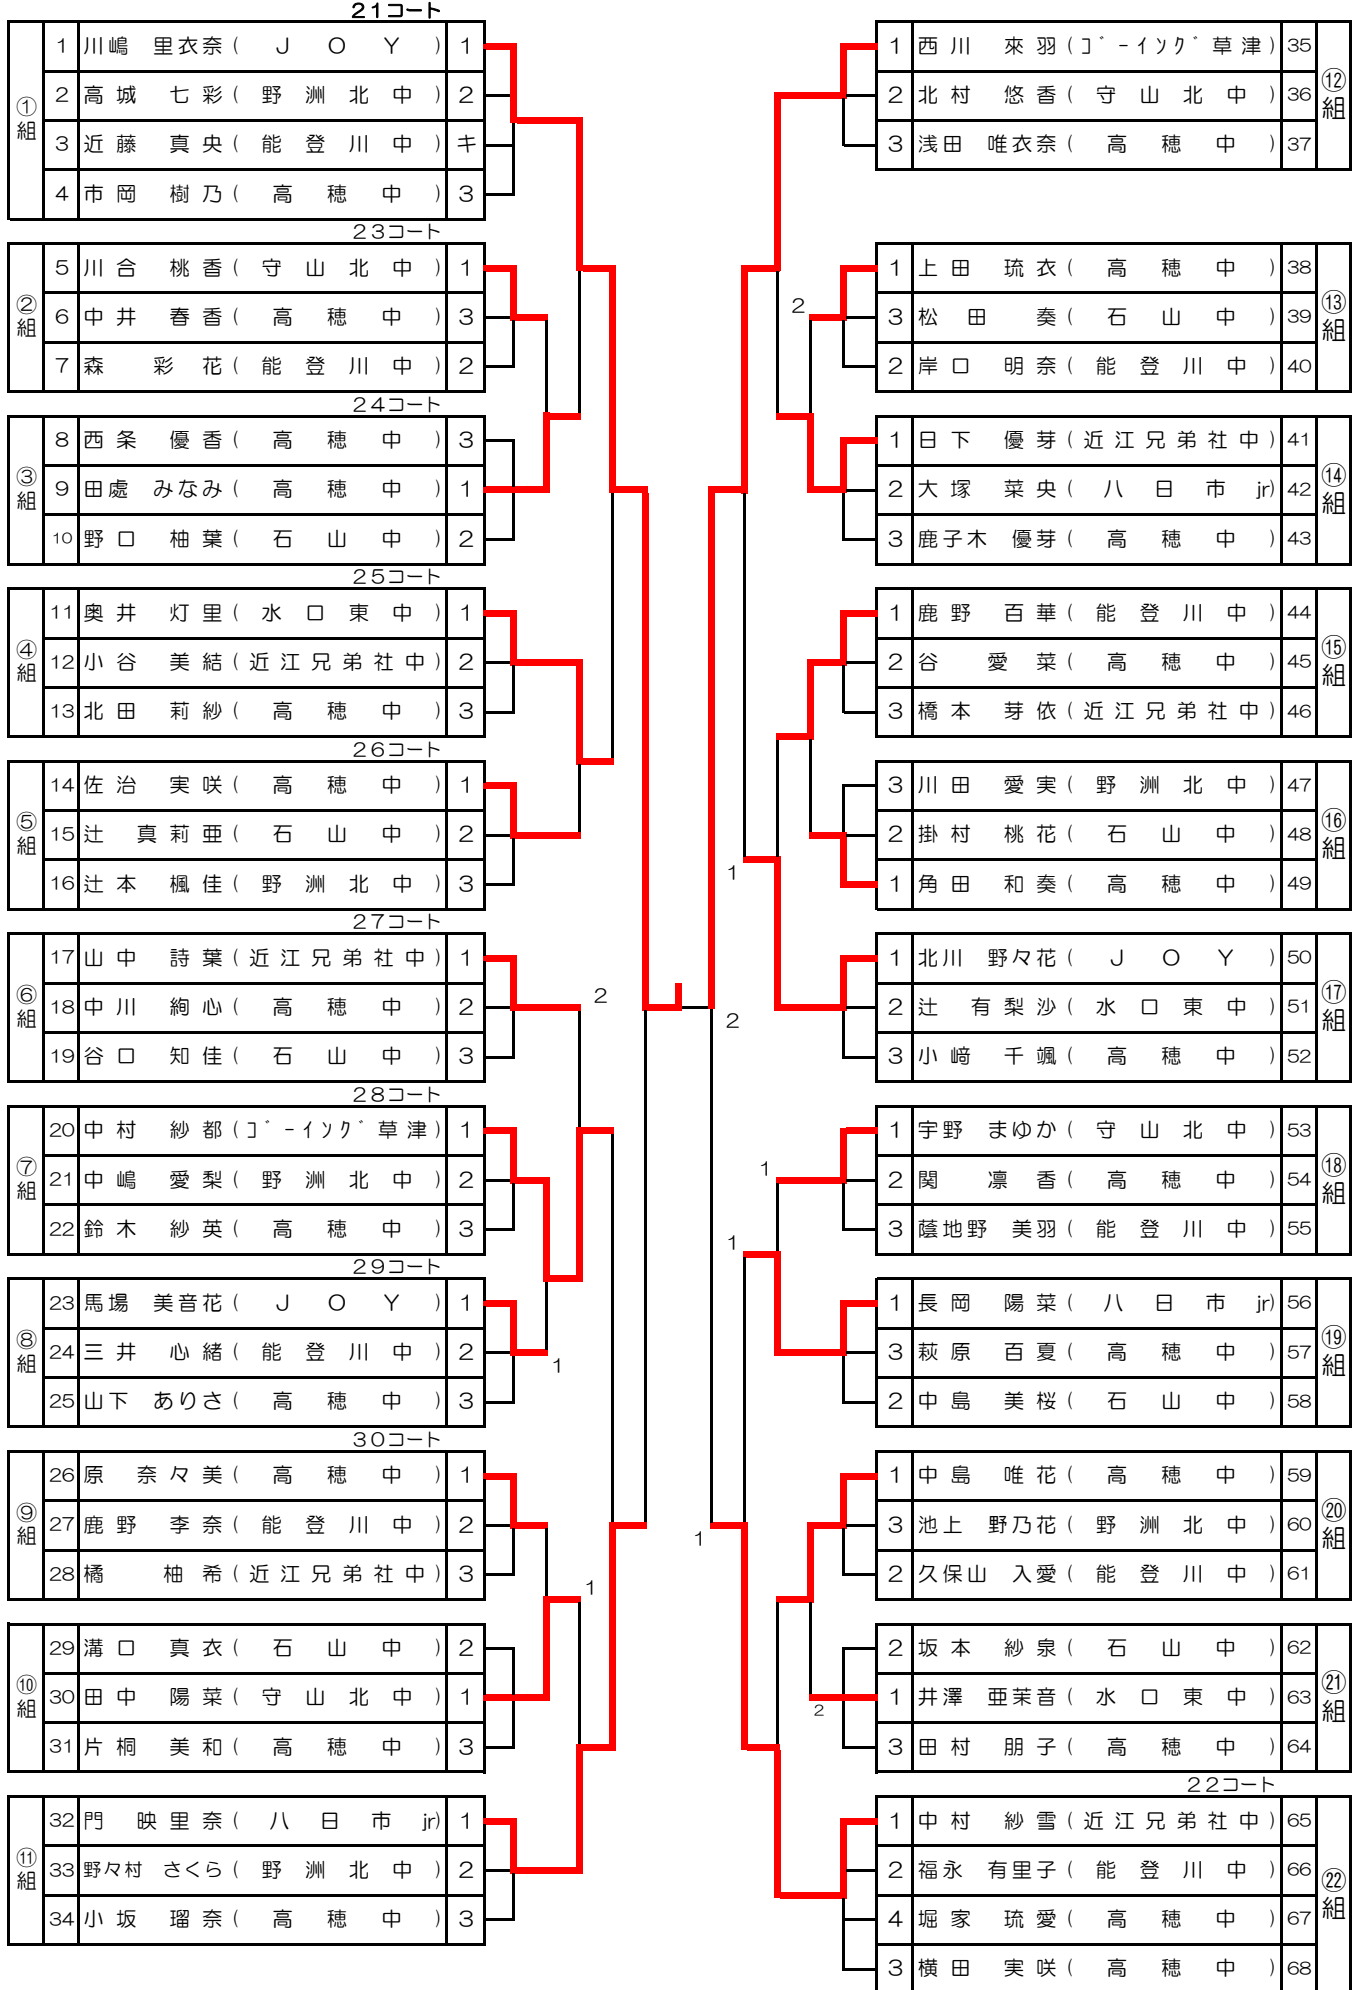 21コート
①組
1 川嶋 里衣奈 ( J O Y ) 1
2 高城 七彩 ( 野洲北中 ) 2
3 近藤 真央 ( 能登川中 ) キ
4 市岡 樹乃 ( 高穂中 ) 3
23コート
②組
5 川合 桃香 ( 守山北中 ) 1
6 中井 春香 ( 高穂中 ) 3
7 森 彩花 ( 能登川中 ) 2
24コート
③組
8 西条 優香 ( 高穂中 ) 3
9 田處 みなみ ( 高穂中 ) 1
10 野口 柚葉 ( 石山中 ) 2
25コート
④組
11 奥井 灯里 ( 水口東中 ) 1
12 小谷 美結 ( 近江兄弟社中 ) 2
13 北田 莉紗 ( 高穂中 ) 3
26コート
⑤組
14 佐治 実咲 ( 高穂中 ) 1
15 辻 真莉亜 ( 石山中 ) 2
16 辻本 楓佳 ( 野洲北中 ) 3
27コート
⑥組
17 山中 詩葉 ( 近江兄弟社中 ) 1
18 中川 絢心 ( 高穂中 ) 2
19 谷口 知佳 ( 石山中 ) 3
28コート
⑦組
20 中村 紗都 ( ゴーイング草津 ) 1
21 中嶋 愛梨 ( 野洲北中 ) 2
22 鈴木 紗英 ( 高穂中 ) 3
29コート
⑧組
23 馬場 美音花 ( J O Y ) 1
24 三井 心緒 ( 能登川中 ) 2
25 山下 ありさ ( 高穂中 ) 3
30コート
⑨組
26 原 奈々美 ( 高穂中 ) 1
27 鹿野 李奈 ( 能登川中 ) 2
28 橘 柚希 ( 近江兄弟社中 ) 3
⑩組
29 溝口 真衣 ( 石山中 ) 2
30 田中 陽菜 ( 守山北中 ) 1
31 片桐 美和 ( 高穂中 ) 3
⑪組
32 門 映里奈 ( 八日市jr) 1
33 野々村 さくら ( 野洲北中 ) 2
34 小坂 瑠奈 ( 高穂中 ) 3
2
1
1
2
1
2
1
1
1
2
⑫組
1 西川 來羽 ( ゴーイング草津 ) 35
2 北村 悠香 ( 守山北中 ) 36
3 浅田 唯衣奈 ( 高穂中 ) 37
⑬組
1 上田 琉衣 ( 高穂中 ) 38
3 松田 奏 ( 石山中 ) 39
2 岸口 明奈 ( 能登川中 ) 40
⑭組
1 日下 優芽 ( 近江兄弟社中 ) 41
2 大塚 菜央 ( 八日市jr) 42
3 鹿子木 優芽 ( 高穂中 ) 43
⑮組
1 鹿野 百華 ( 能登川中 ) 44
2 谷 愛菜 ( 高穂中 ) 45
3 橋本 芽依 ( 近江兄弟社中 ) 46
⑯組
3 川田 愛実 ( 野洲北中 ) 47
2 掛村 桃花 ( 石山中 ) 48
1 角田 和奏 ( 高穂中 ) 49
⑰組
1 北川 野々花 ( J O Y ) 50
2 辻 有梨沙 ( 水口東中 ) 51
3 小﨑 千颯 ( 高穂中 ) 52
⑱組
1 宇野 まゆか ( 守山北中 ) 53
2 関 凛香 ( 高穂中 ) 54
3 蔭地野 美羽 ( 能登川中 ) 55
⑲組
1 長岡 陽菜 ( 八日市jr) 56
3 萩原 百夏 ( 高穂中 ) 57
2 中島 美桜 ( 石山中 ) 58
⑳組
1 中島 唯花 ( 高穂中 ) 59
3 池上 野乃花 ( 野洲北中 ) 60
2 久保山 入愛 ( 能登川中 ) 61
㉑組
2 坂本 紗泉 ( 石山中 ) 62
1 井澤 亜茉音 ( 水口東中 ) 63
3 田村 朋子 ( 高穂中 ) 64
22コート
㉒組
1 中村 紗雪 ( 近江兄弟社中 ) 65
2 福永 有里子 ( 能登川中 ) 66
4 堀家 琉愛 ( 高穂中 ) 67
3 横田 実咲 ( 高穂中 ) 68